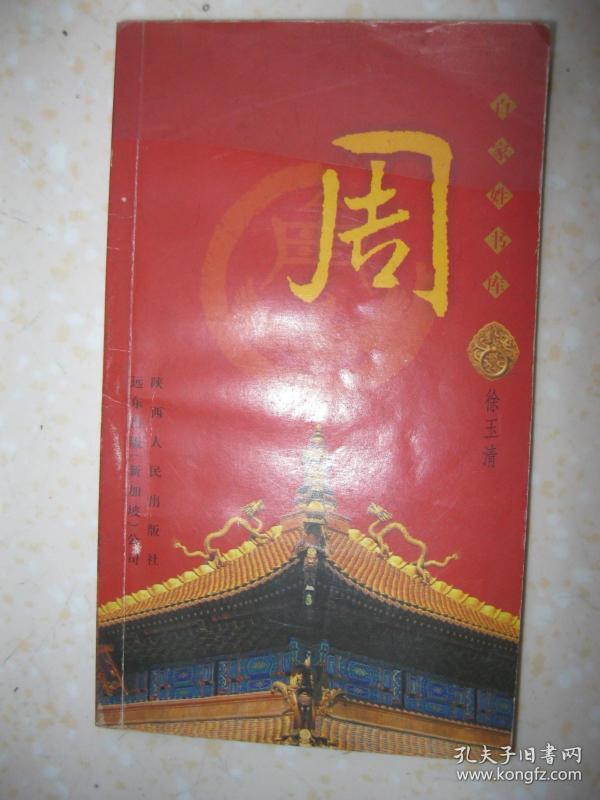 百家姓书库
周
徐玉清
陕西人民出版社
远东出版（新加坡）公司
孔夫子旧书网
www.kongfz.com